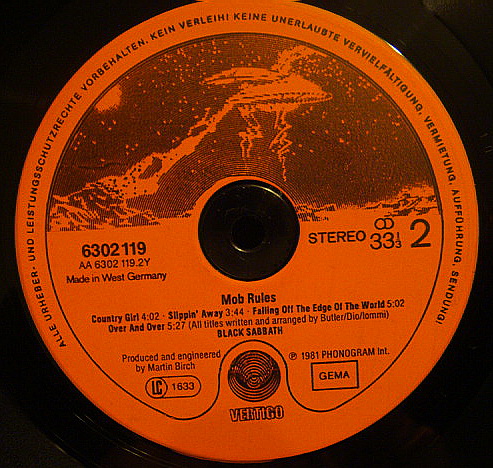 ALLE URHEBER- UND LEISTUNGSSCHUTZRECHTE VORBEHALTEN. KEIN VERLEIH! KEINE UNERLAUBTE VERVIELFÄLTIGUNG, VERMIETUNG, AUFFÜHRUNG, SENDUNG!
6302 119
AA 6302 119.2Y
Made in West Germany
STEREO 33 1/3 2
Mob Rules
Country Girl 4:02 · Slippin' Away 3:44 · Falling Off The Edge Of The World 5:02
Over And Over 5:27 (All titles written and arranged by Butler/Dio/Iommi)
BLACK SABBATH
Produced and engineered
by Martin Birch
LC 1633
℗ 1981 PHONOGRAM Int.
GEMA
VERTIGO